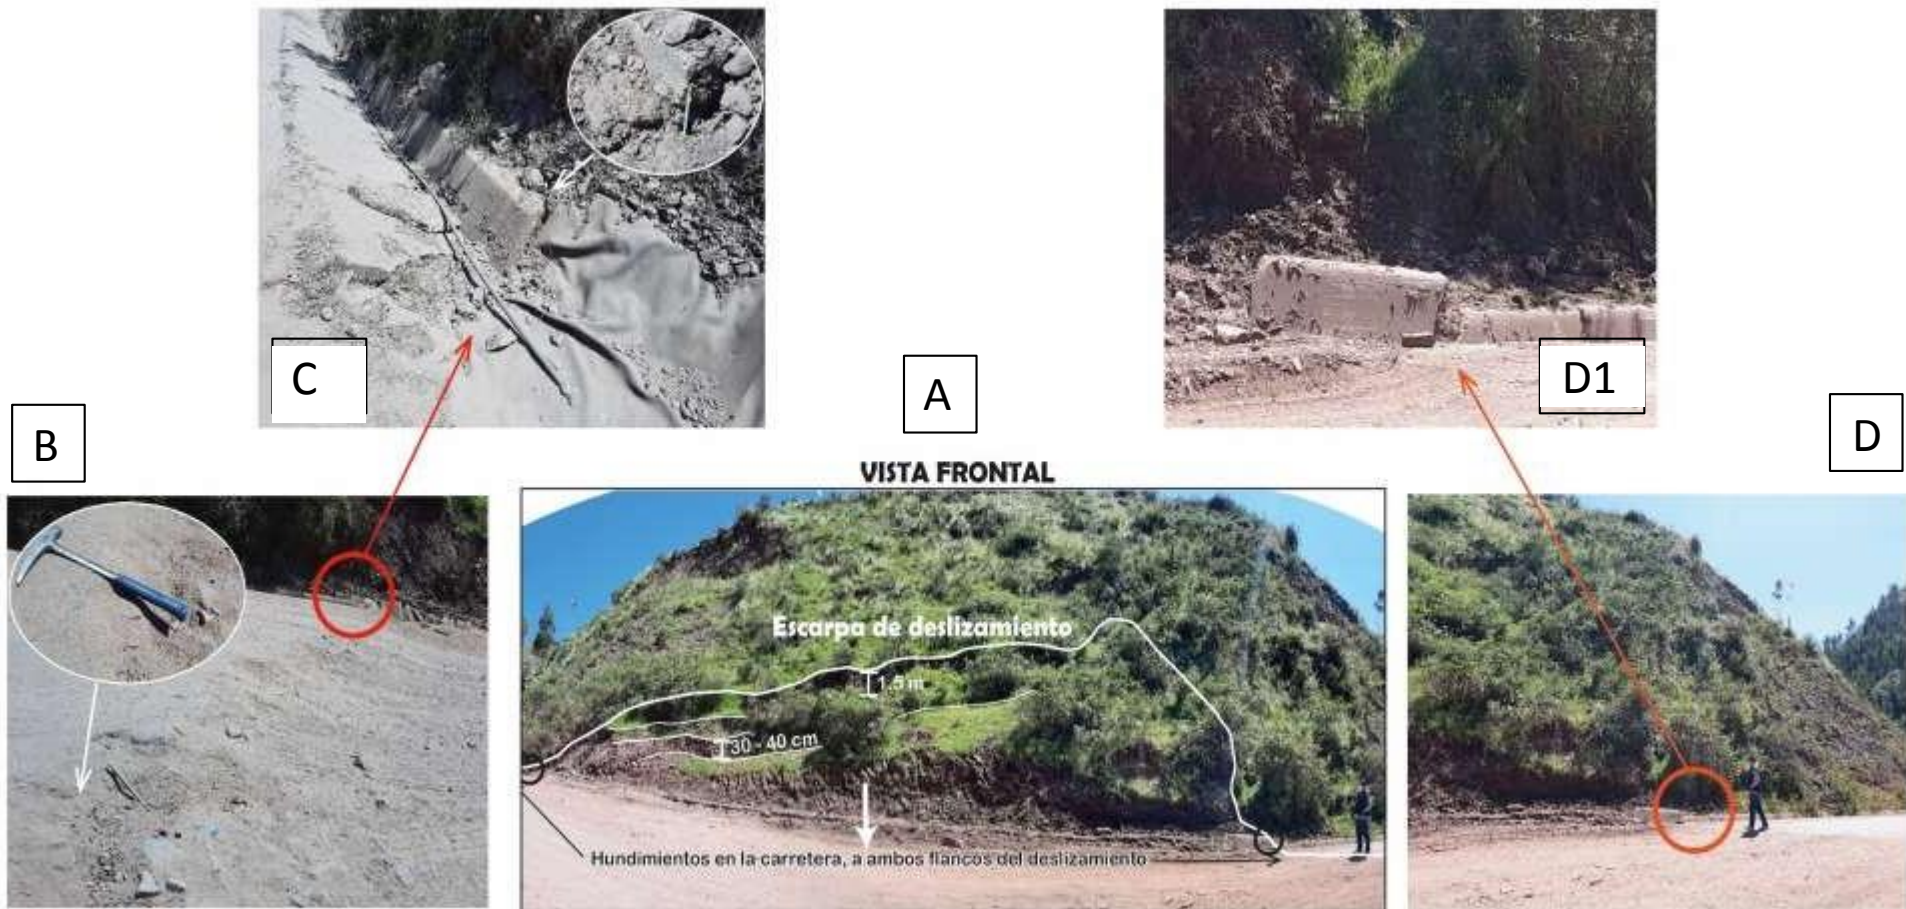 C
A
D1
B
D
VISTA FRONTAL
Escarpa de deslizamiento
1.5 m
30 - 40 cm
Hundimientos en la carretera, a ambos flancos del deslizamiento